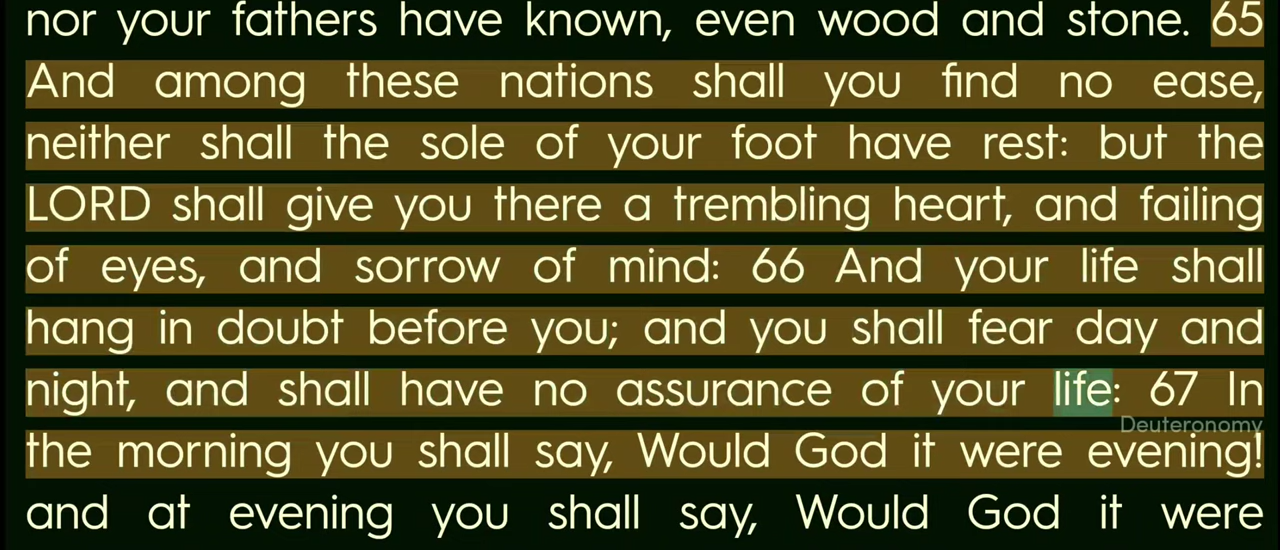 nor your fathers have known, even wood and stone. 65
And among these nations shall you find no ease,
neither shall the sole of your foot have rest: but the
LORD shall give you there a trembling heart, and failing
of eyes, and sorrow of mind: 66 And your life shall
hang in doubt before you; and you shall fear day and
night, and shall have no assurance of your life: 67 In
Deuteronomy
the morning you shall say, Would God it were evening!
and at evening you shall say, Would God it were